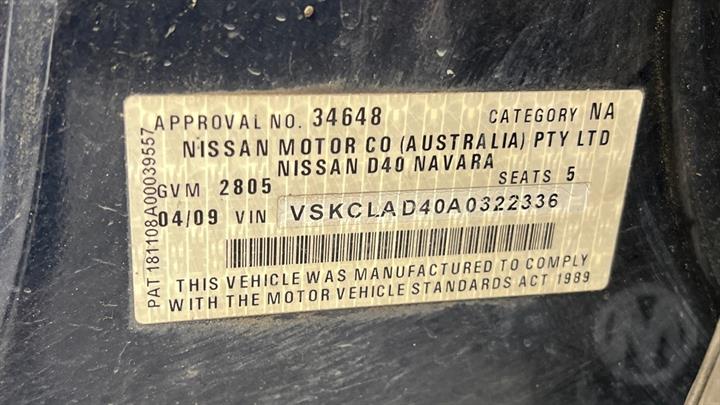 APPROVAL NO. 34648 CATEGORY NA
NISSAN MOTOR CO (AUSTRALIA) PTY LTD
NISSAN D40 NAVARA
GVM 2805 SEATS 5
04/09 VIN VSKCLAD40A0322336
THIS VEHICLE WAS MANUFACTURED TO COMPLY
WITH THE MOTOR VEHICLE STANDARDS ACT 1989
PAT 181108A00039557
M